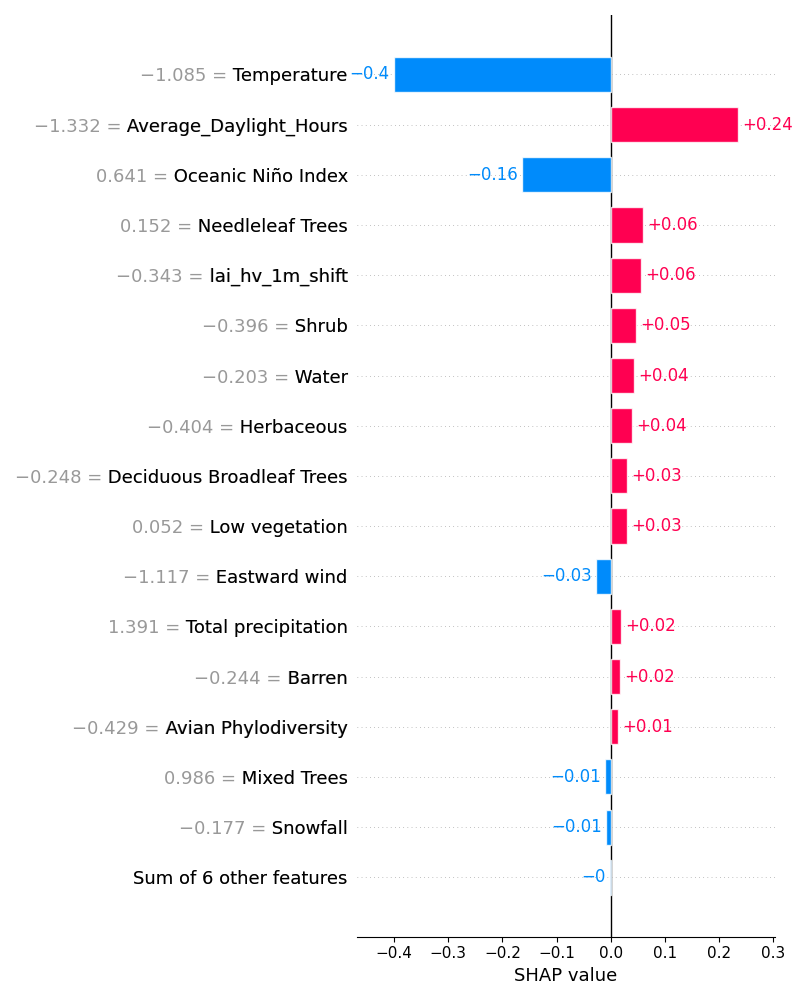 −1.085 = Temperature −0.4
−1.332 = Average_Daylight_Hours +0.24
0.641 = Oceanic Niño Index −0.16
0.152 = Needleleaf Trees +0.06
−0.343 = lai_hv_1m_shift +0.06
−0.396 = Shrub +0.05
−0.203 = Water +0.04
−0.404 = Herbaceous +0.04
−0.248 = Deciduous Broadleaf Trees +0.03
0.052 = Low vegetation +0.03
−1.117 = Eastward wind −0.03
1.391 = Total precipitation +0.02
−0.244 = Barren +0.02
−0.429 = Avian Phylodiversity +0.01
0.986 = Mixed Trees −0.01
−0.177 = Snowfall −0.01
Sum of 6 other features −0
−0.4 −0.3 −0.2 −0.1 0.0 0.1 0.2 0.3
SHAP value